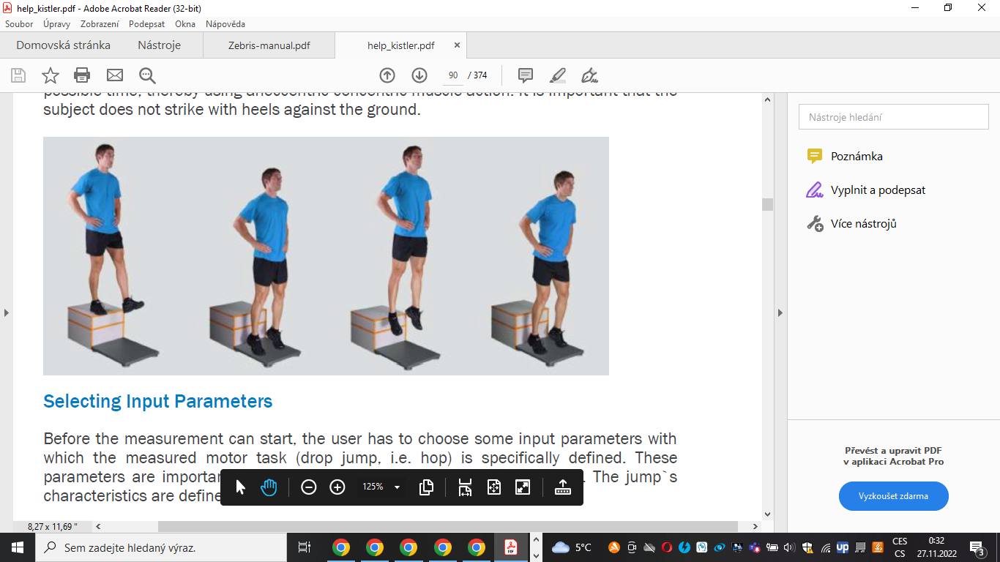 help_kistler.pdf - Adobe Acrobat Reader (32-bit)
Soubor Úpravy Zobrazení Podepsat Okna Nápověda
Domovská stránka Nástroje Zebris-manual.pdf help_kistler.pdf ×
90 / 374
subject does not strike with heels against the ground.
Selecting Input Parameters
Before the measurement can start, the user has to choose some input parameters with
which the measured motor task (drop jump, i.e. hop) is specifically defined. These
parameters are The jump`s
characteristics are
125%
8,27 x 11,69 "
Nástroje hledání
Poznámka
Vyplnit a podepsat
Více nástrojů
Převést a upravit PDF
v aplikaci Acrobat Pro
Vyzkoušet zdarma
Sem zadejte hledaný výraz.
5°C
up
CES
CS
0:32
27.11.2022
3